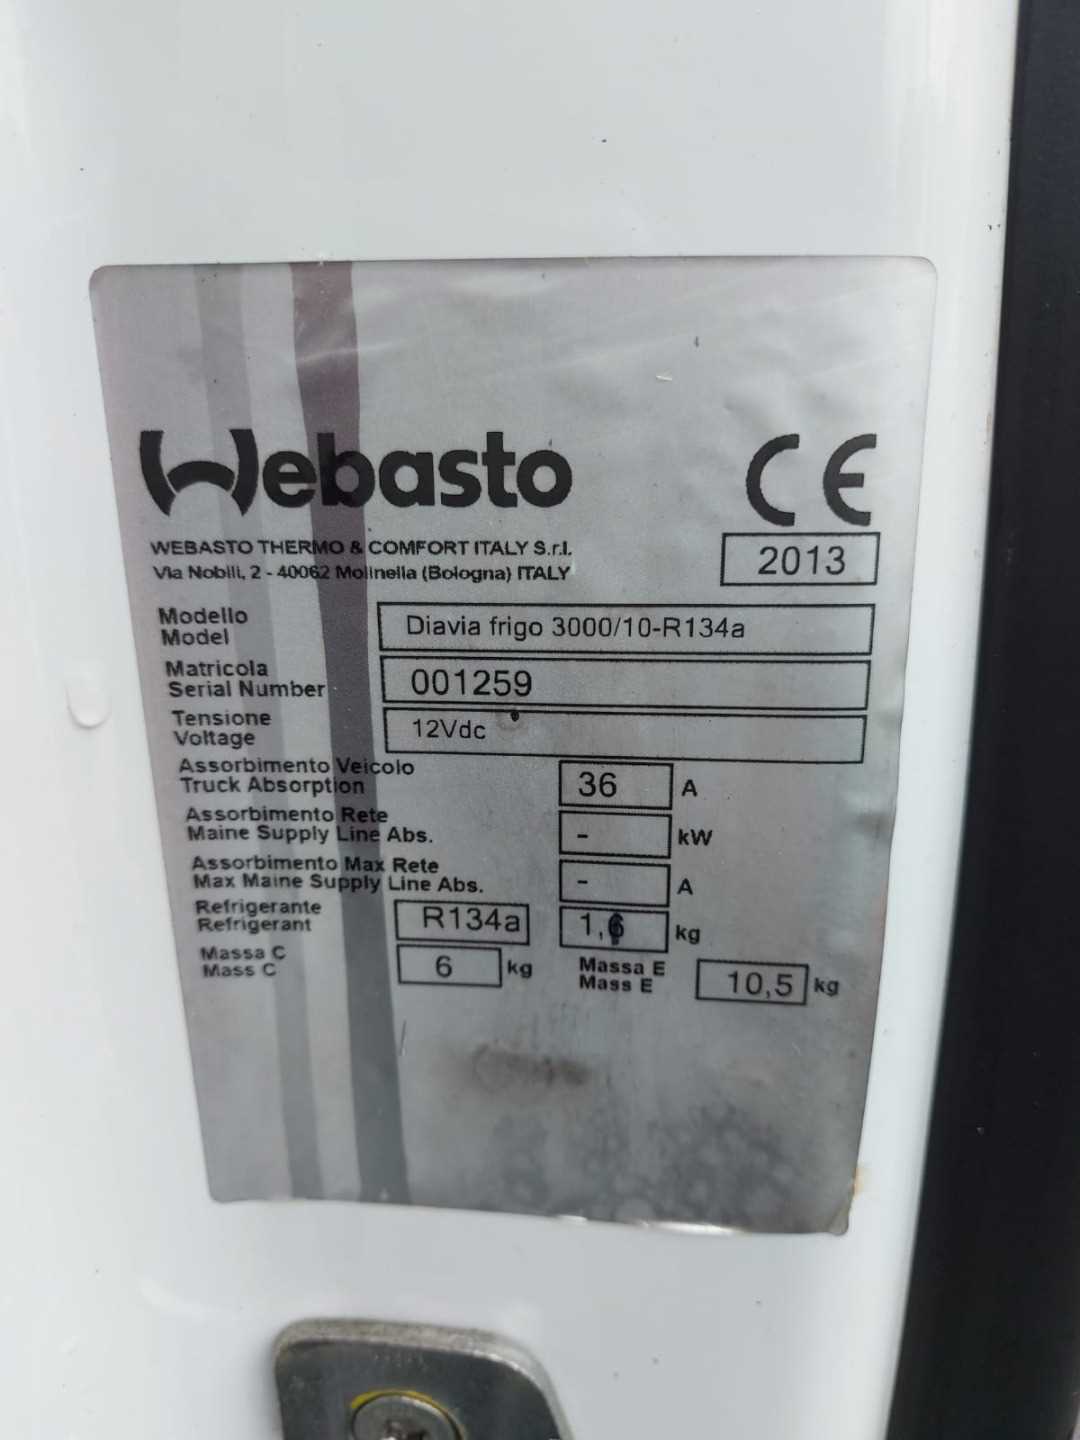 Webasto CE
WEBASTO THERMO & COMFORT ITALY S.r.l.
Via Nobili, 2 - 40062 Molinella (Bologna) ITALY
2013
Modello
Model
Diavia frigo 3000/10-R134a
Matricola
Serial Number
001259
Tensione
Voltage
12Vdc
Assorbimento Veicolo
Truck Absorption
36 A
Assorbimento Rete
Maine Supply Line Abs.
- kW
Assorbimento Max Rete
Max Maine Supply Line Abs.
- A
Refrigerante
Refrigerant
R134a
1,6 kg
Massa C
Mass C
6 kg
Massa E
Mass E
10,5 kg